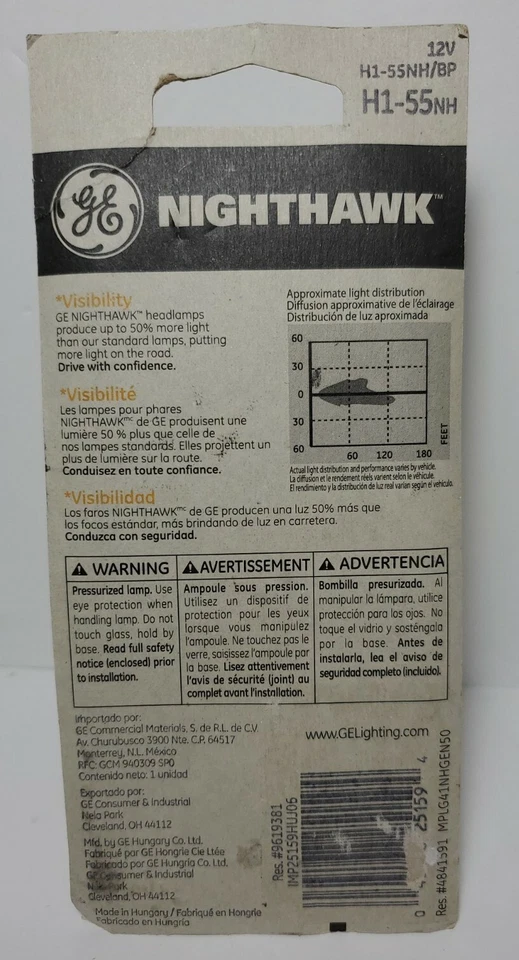 12V
H1-55NH/BP
H1-55NH
GE NIGHTHAWK™
*Visibility
GE NIGHTHAWK™ headlamps
produce up to 50% more light
than our standard lamps, putting
more light on the road.
Drive with confidence.
*Visibilité
Les lampes pour phares
NIGHTHAWKmc de GE produisent une
lumière 50 % plus que celle de
nos lampes standards. Elles projettent un
plus de lumière sur la route.
Conduisez en toute confiance.
*Visibilidad
Los faros NIGHTHAWKmc de GE producen una luz 50% más que
los focos estándar, más brindando de luz en carretera.
Conduzca con seguridad.
Approximate light distribution
Diffusion approximative de l'éclairage
Distribución de luz aproximada
60
30
0
30
60
60 120 180
FEET
Actual light distribution and performance varies by vehicle.
La diffusion et le rendement réels varient selon le véhicule.
El rendimiento y la distribución de luz real varían según el vehículo.
⚠ WARNING
Pressurized lamp. Use
eye protection when
handling lamp. Do not
touch glass, hold by
base. Read full safety
notice (enclosed) prior
to installation.
⚠ AVERTISSEMENT
Ampoule sous pression.
Utilisez un dispositif de
protection pour les yeux
lorsque vous manipulez
l'ampoule. Ne touchez pas le
verre, saisissez l'ampoule par
la base. Lisez attentivement
l'avis de sécurité (joint) au
complet avant l'installation.
⚠ ADVERTENCIA
Bombilla presurizada. Al
manipular la lámpara, utilice
protección para los ojos. No
toque el vidrio y sosténgala
por la base. Antes de
instalarla, lea el aviso de
seguridad completo (incluido).
Importado por:
GE Commercial Materials, S. de R.L. de C.V
Av. Churubusco 3900 Nte. C.P. 64517
Monterrey, N.L. México
RFC: GCM 940309 SP0
Contenido neto: 1 unidad
Exportado por:
GE Consumer & Industrial
Nela Park
Cleveland, OH 44112
Mfd, by GE Hungary Co. Ltd.
Fabriqué par GE Hongrie Cie Ltée
Fabricado por GE Hungría Co. Ltd.
GE Consumer & Industrial
Nela Park
Cleveland, OH 44112
Made in Hungary / Fabriqué en Hongrie
Fabricado en Hungría
www.GELighting.com
Res. #9619381
IMP25159HUJ06
0 25159 4
Res. #4841591 MPLG41NHGEN50